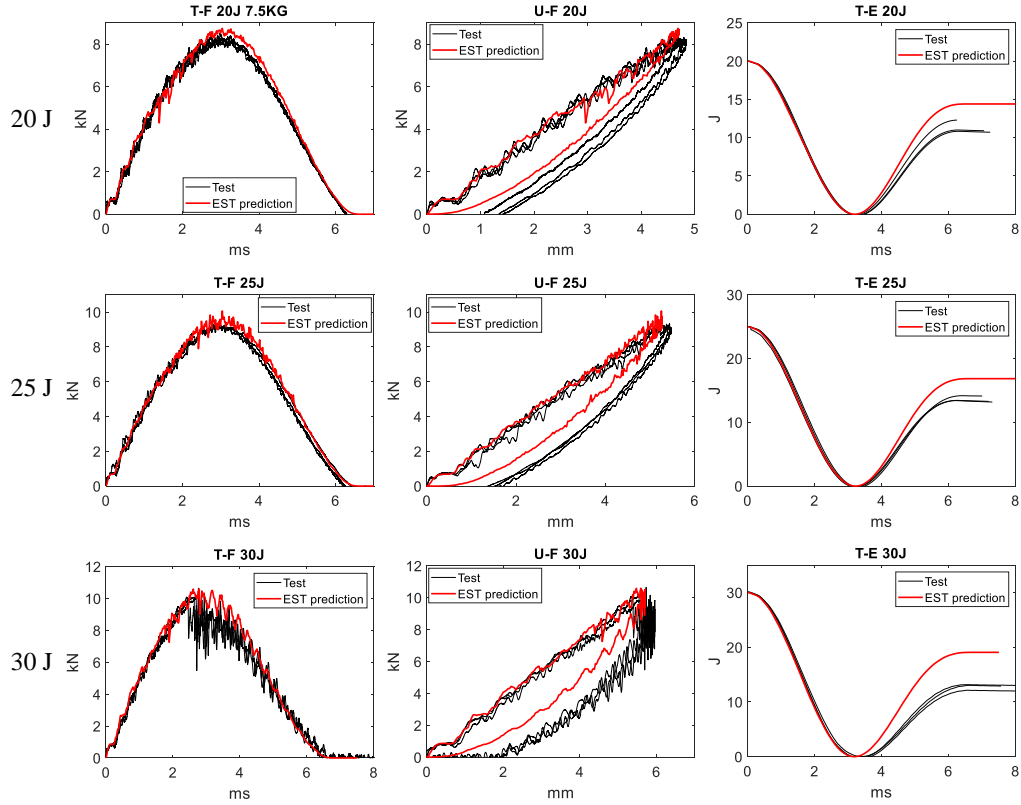 T-F 20J 7.5KG
U-F 20J
T-E 20J
20 J
kN
8
6
4
2
0
0
2
4
6
ms
Test
EST prediction
kN
8
6
4
2
0
0
1
2
3
4
5
mm
Test
EST prediction
J
25
20
15
10
5
0
0
2
4
6
8
ms
Test
EST prediction
T-F 25J
U-F 25J
T-E 25J
25 J
kN
10
8
6
4
2
0
0
2
4
6
ms
Test
EST prediction
kN
10
8
6
4
2
0
0
2
4
6
mm
Test
EST prediction
J
30
20
10
0
0
2
4
6
8
ms
Test
EST prediction
T-F 30J
U-F 30J
T-E 30J
30 J
kN
12
10
8
6
4
2
0
0
2
4
6
8
ms
Test
EST prediction
kN
12
10
8
6
4
2
0
0
2
4
6
mm
Test
EST prediction
J
30
20
10
0
0
2
4
6
8
ms
Test
EST prediction